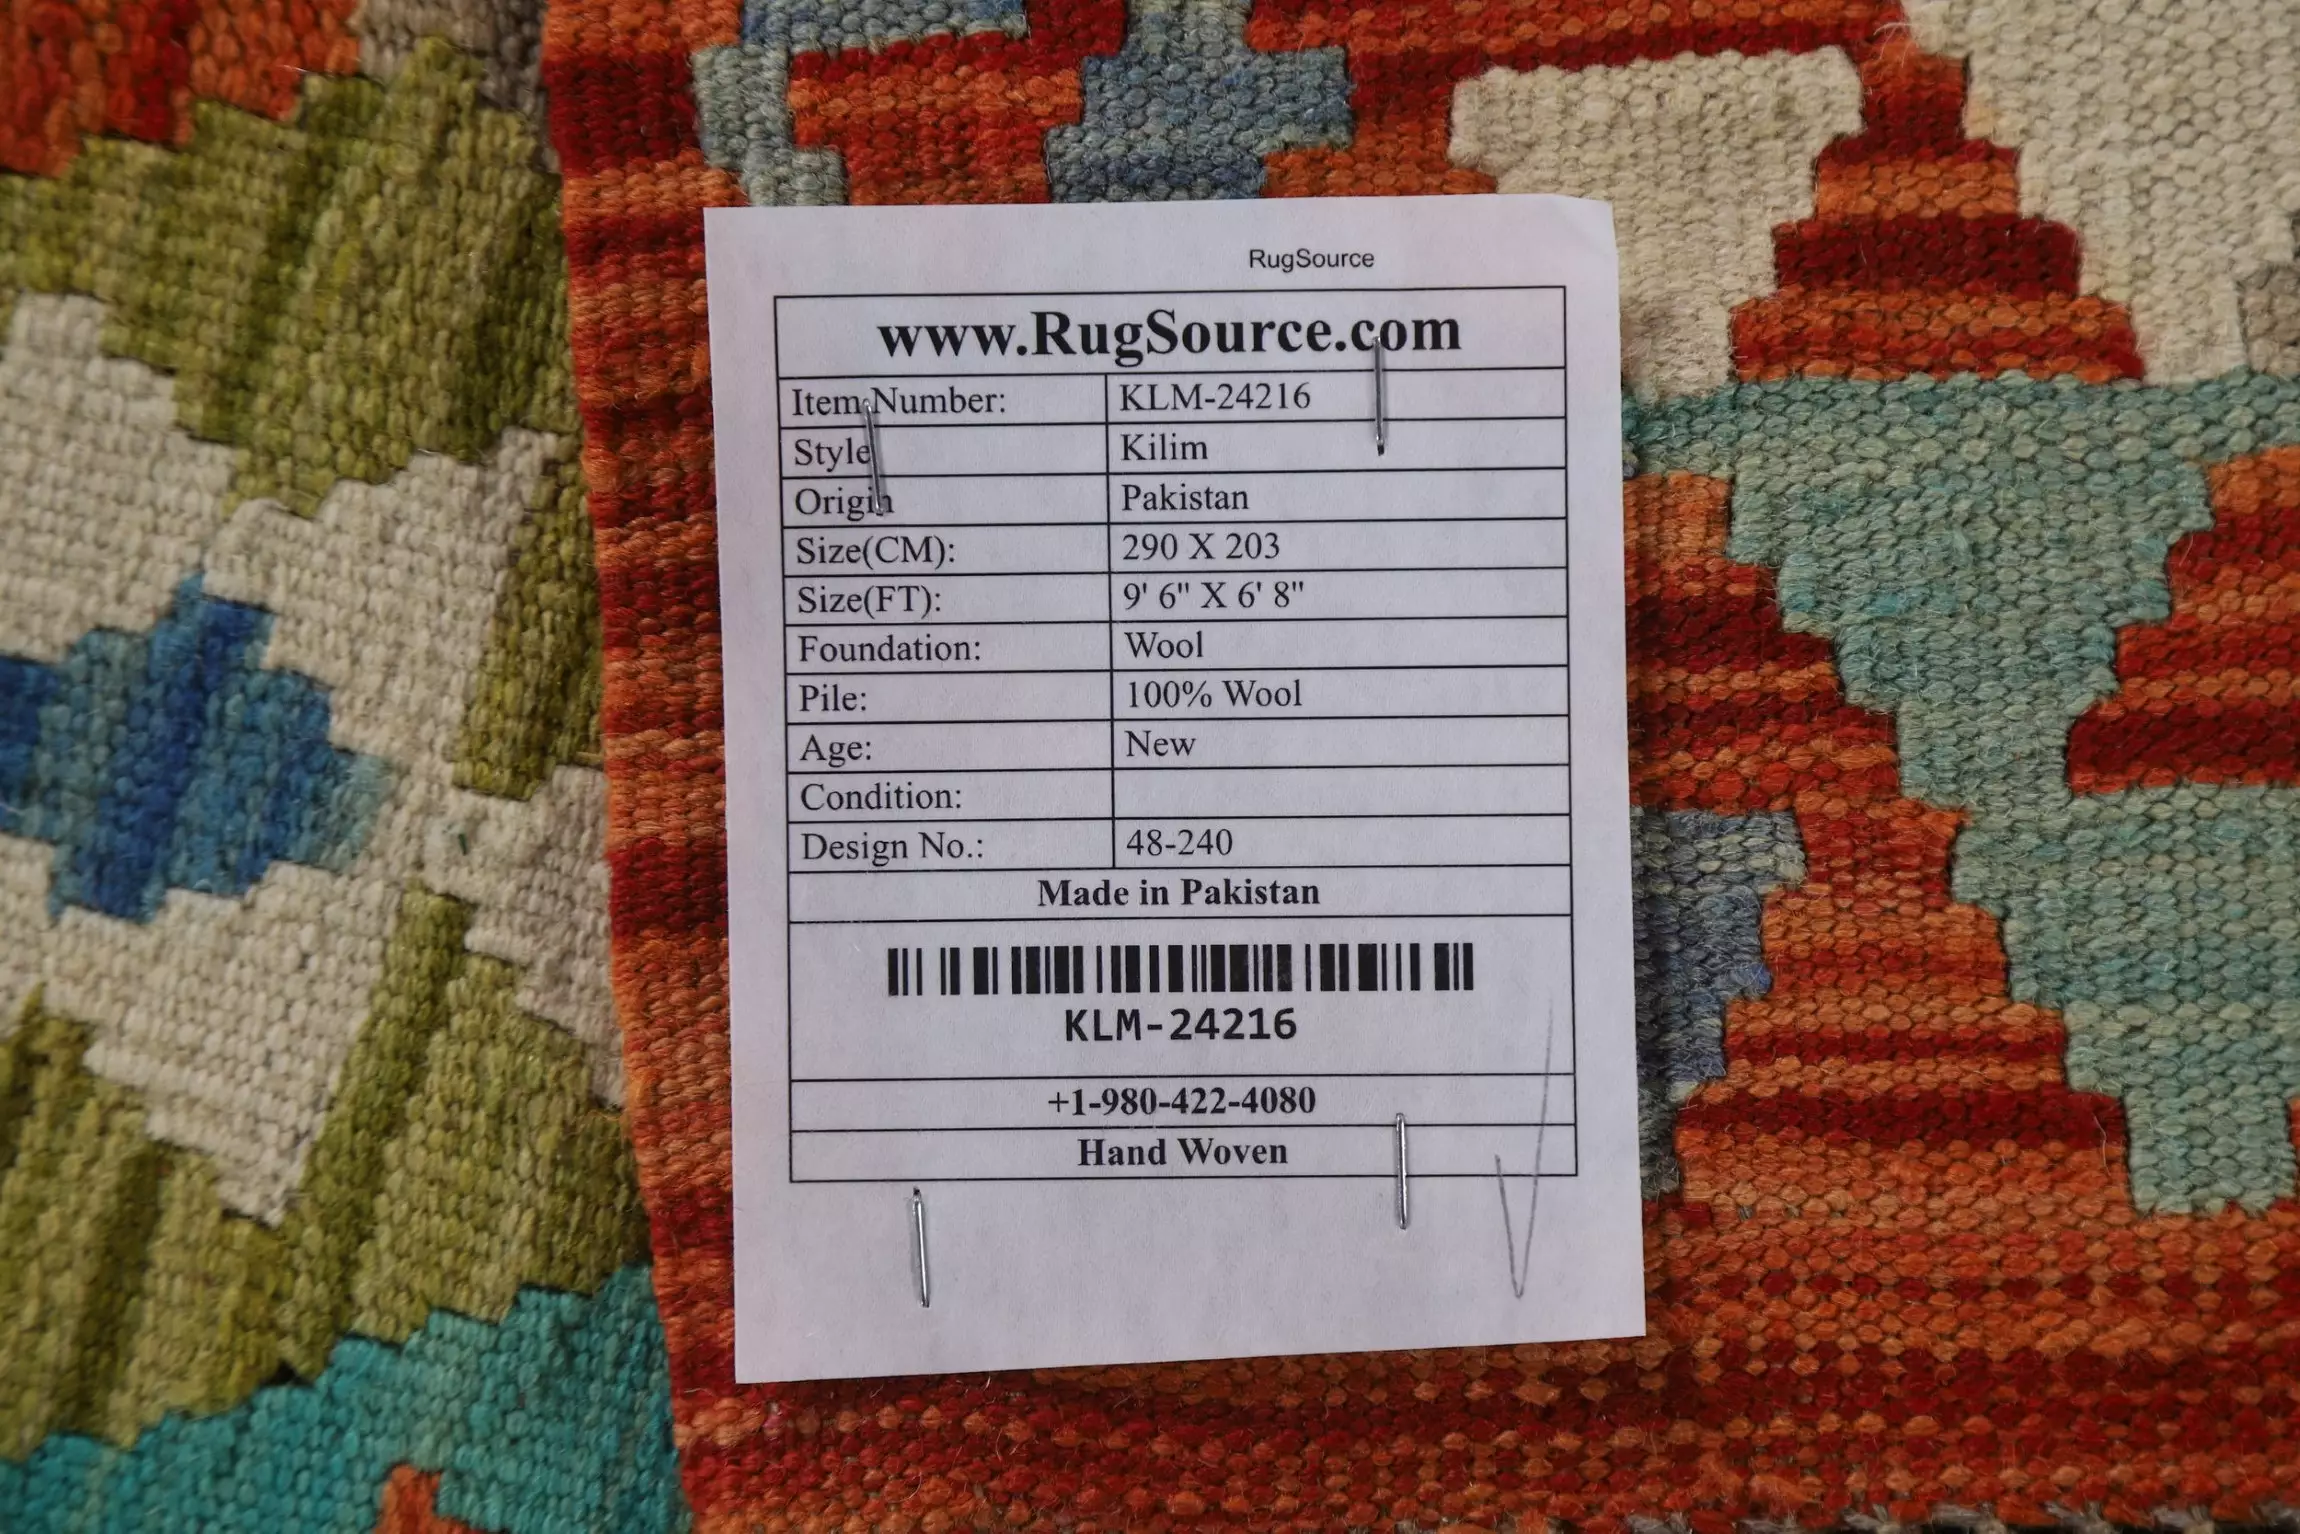 RugSource
www.RugSource.com
Item Number: KLM-24216
Style Kilim
Origin Pakistan
Size(CM): 290 X 203
Size(FT): 9' 6" X 6' 8"
Foundation: Wool
Pile: 100% Wool
Age: New
Condition:
Design No.: 48-240
Made in Pakistan
KLM-24216
+1-980-422-4080
Hand Woven